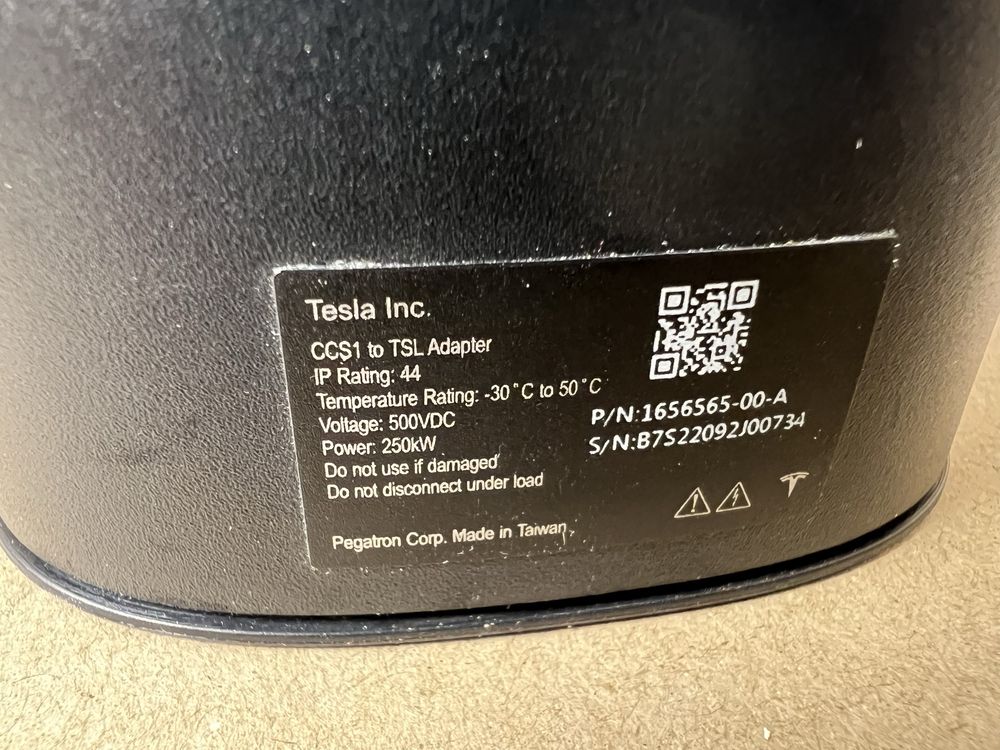 Tesla Inc.
CCS1 to TSL Adapter
IP Rating: 44
Temperature Rating: -30°C to 50°C
Voltage: 500VDC
Power: 250kW
Do not use if damaged
Do not disconnect under load
Pegatron Corp. Made in Taiwan
P/N:1656565-00-A
S/N:B7S22092J00734